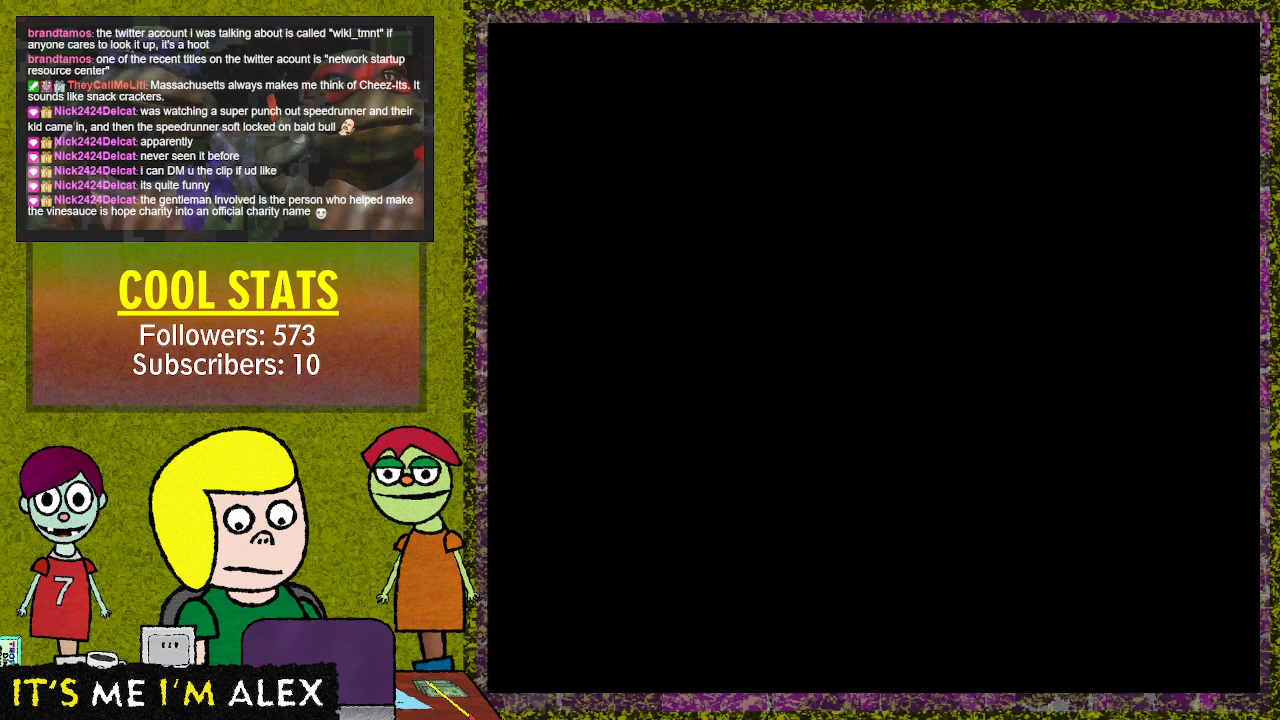 brandtamos: the twitter account i was talking about is called "wiki_tmnt" if
anyone cares to look it up, it's a hoot
brandtamos: one of the recent titles on the twitter acount is "network startup
resource center"
TheyCallMeLiti: Massachusetts always makes me think of Cheez-Its. It
sounds like snack crackers.
Nick2424Delcat: was watching a super punch out speedrunner and their
kid came in, and then the speedrunner soft locked on bald bull
Nick2424Delcat: apparently
Nick2424Delcat: never seen it before
Nick2424Delcat: i can DM u the clip if ud like
Nick2424Delcat: its quite funny
Nick2424Delcat: the gentleman involved is the person who helped make
the vinesauce is hope charity into an official charity name
COOL STATS
Followers: 573
Subscribers: 10
7
IT'S ME I'M ALEX